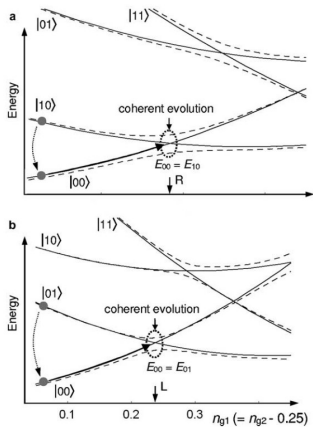 a
|01⟩
|11⟩
|10⟩
coherent evolution
Energy
E00 = E10
|00⟩
R
b
|11⟩
|10⟩
|01⟩
coherent evolution
Energy
E00 = E01
|00⟩
L
0.1
0.2
0.3
ng1 (= ng2 - 0.25)